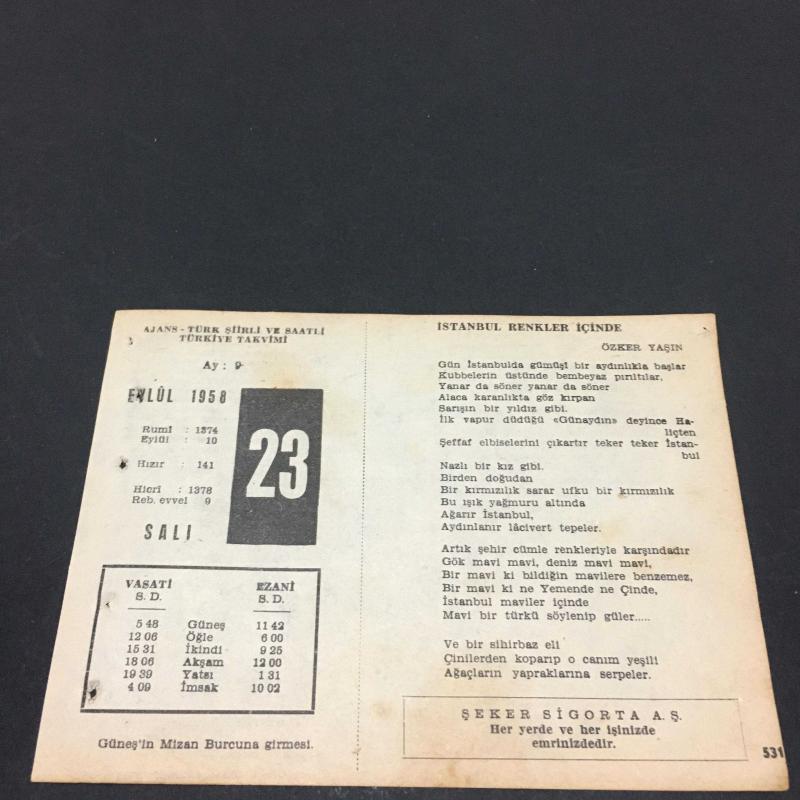 AJANS - TÜRK ŞİİRLİ VE SAATLİ
TÜRKİYE TAKVİMİ
Ay : 9
EYLÛL 1958
Rumî : 1374
Eylül : 10
Hızır : 141
Hicrî : 1378
Reb. evvel 9
SALI
23
VASATİ EZANİ
S. D. S. D.
5 48 Güneş 11 42
12 06 Öğle 6 00
15 31 İkindi 9 25
18 06 Akşam 12 00
19 39 Yatsı 1 31
4 09 İmsak 10 02
Güneş'in Mizan Burcuna girmesi.
İSTANBUL RENKLER İÇİNDE
ÖZKER YAŞIN
Gün İstanbulda gümüşî bir aydınlıkla başlar
Kubbelerin üstünde bembeyaz pırıltılar,
Yanar da söner yanar da söner
Alaca karanlıkta göz kırpan
Sarışın bir yıldız gibi.
İlk vapur düdüğü «Günaydın» deyince Ha-
liçten
Şeffaf elbiselerini çıkartır teker teker İstan-
bul
Nazlı bir kız gibi.
Birden doğudan
Bir kırmızılık sarar ufku bir kırmızılık
Bu ışık yağmuru altında
Ağarır İstanbul,
Aydınlanır lâcivert tepeler.
Artık şehir cümle renkleriyle karşındadır
Gök mavi mavi, deniz mavi mavi,
Bir mavi ki bildiğin mavilere benzemez,
Bir mavi ki ne Yemende ne Çinde,
İstanbul maviler içinde
Mavi bir türkü söylenip güler.....
Ve bir sihirbaz eli
Çinilerden koparıp o canım yeşili
Ağaçların yapraklarına serpeler.
ŞEKER SİGORTA A. Ş.
Her yerde ve her işinizde
emrinizdedir.
531